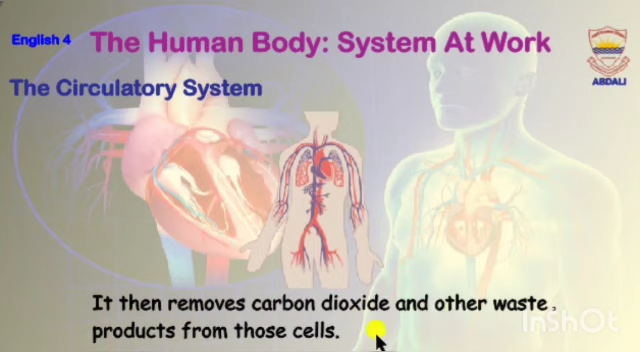 English 4
The Human Body: System At Work
ABDALI
The Circulatory System
It then removes carbon dioxide and other waste
products from those cells.
InShOt